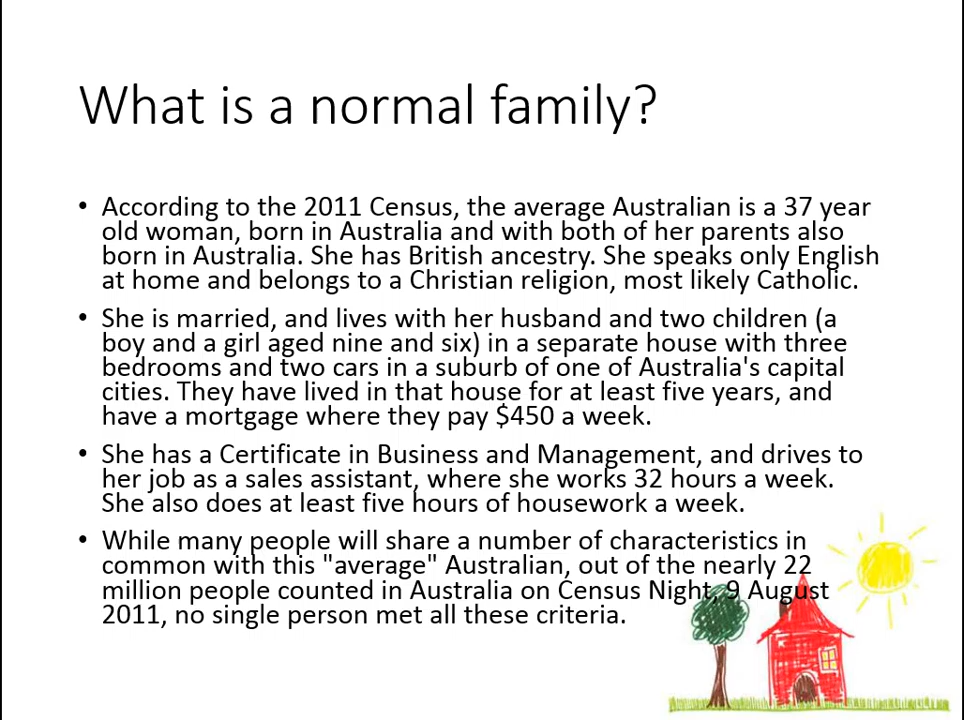 What is a normal family?
• According to the 2011 Census, the average Australian is a 37 year
old woman, born in Australia and with both of her parents also
born in Australia. She has British ancestry. She speaks only English
at home and belongs to a Christian religion, most likely Catholic.
• She is married, and lives with her husband and two children (a
boy and a girl aged nine and six) in a separate house with three
bedrooms and two cars in a suburb of one of Australia's capital
cities. They have lived in that house for at least five years, and
have a mortgage where they pay $450 a week.
• She has a Certificate in Business and Management, and drives to
her job as a sales assistant, where she works 32 hours a week.
She also does at least five hours of housework a week.
• While many people will share a number of characteristics in
common with this "average" Australian, out of the nearly 22
million people counted in Australia on Census Night, 9 August
2011, no single person met all these criteria.